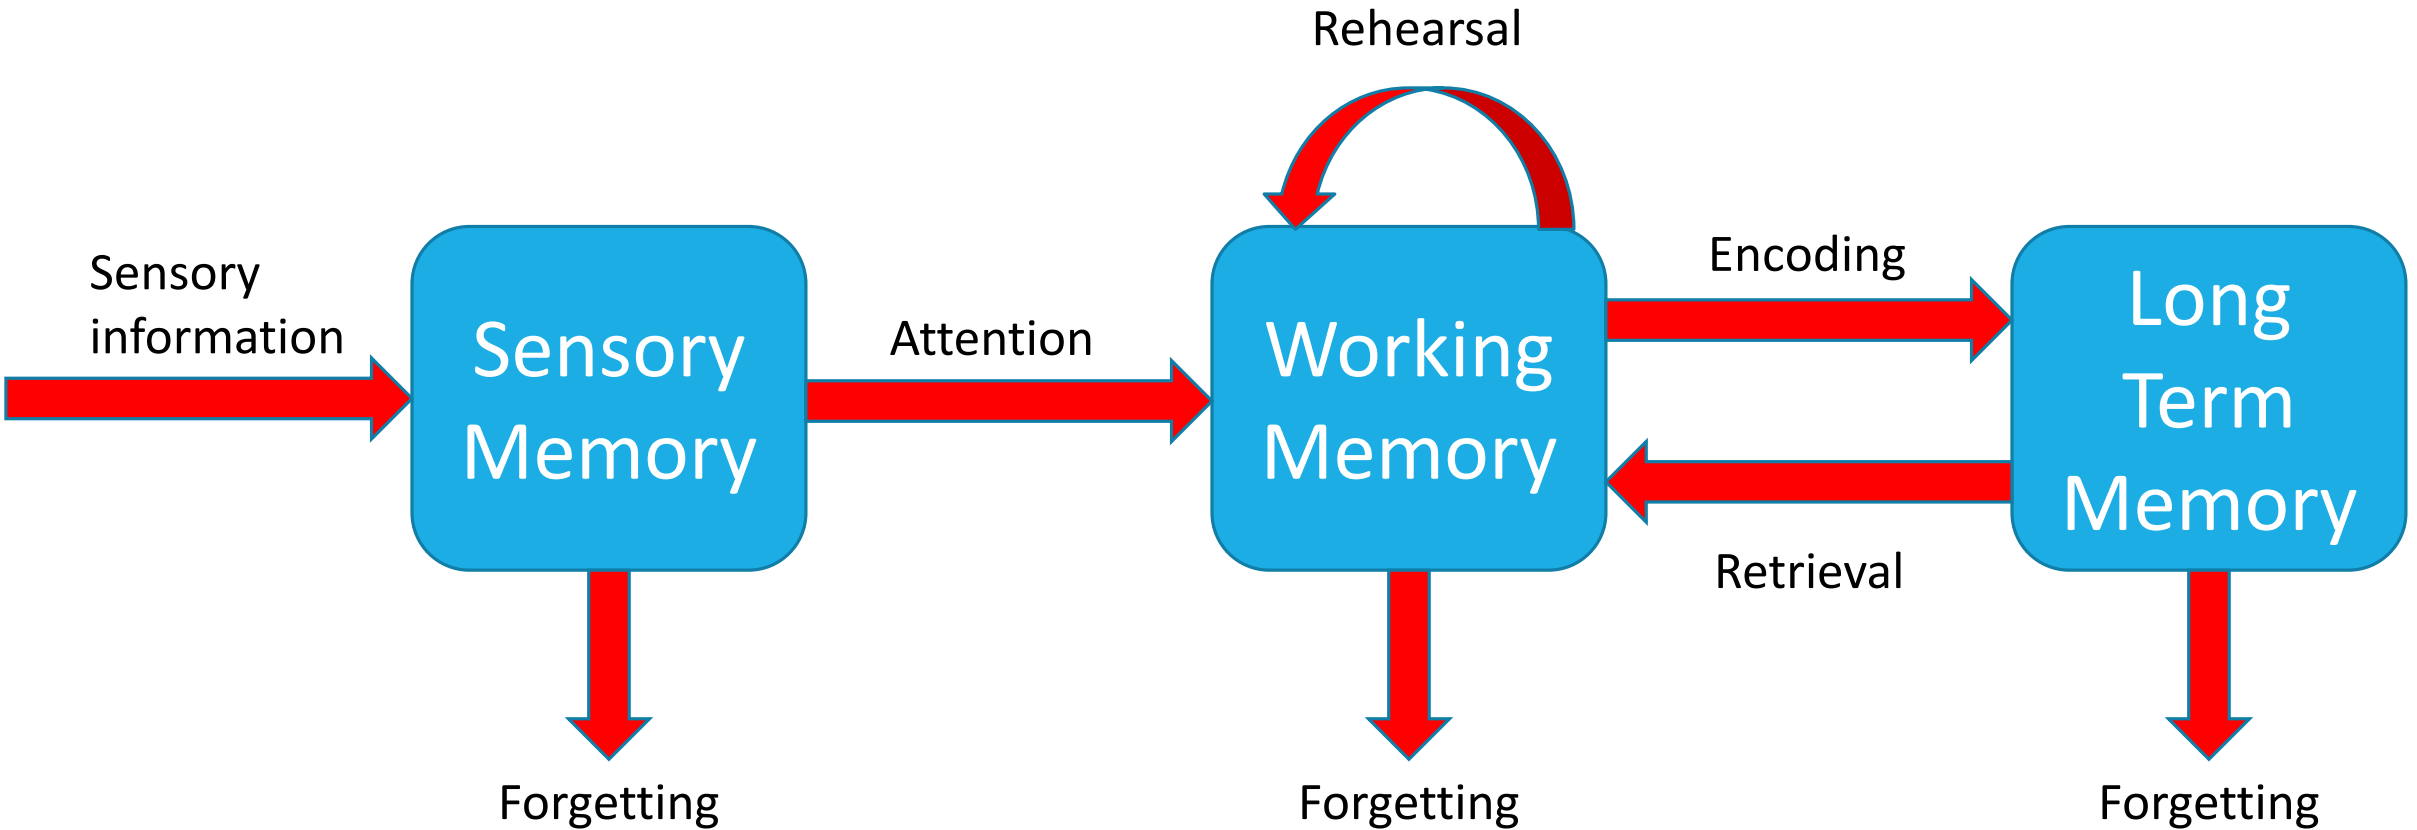 Rehearsal
Sensory
information
Sensory
Memory
Attention
Working
Memory
Encoding
Retrieval
Long
Term
Memory
Forgetting
Forgetting
Forgetting